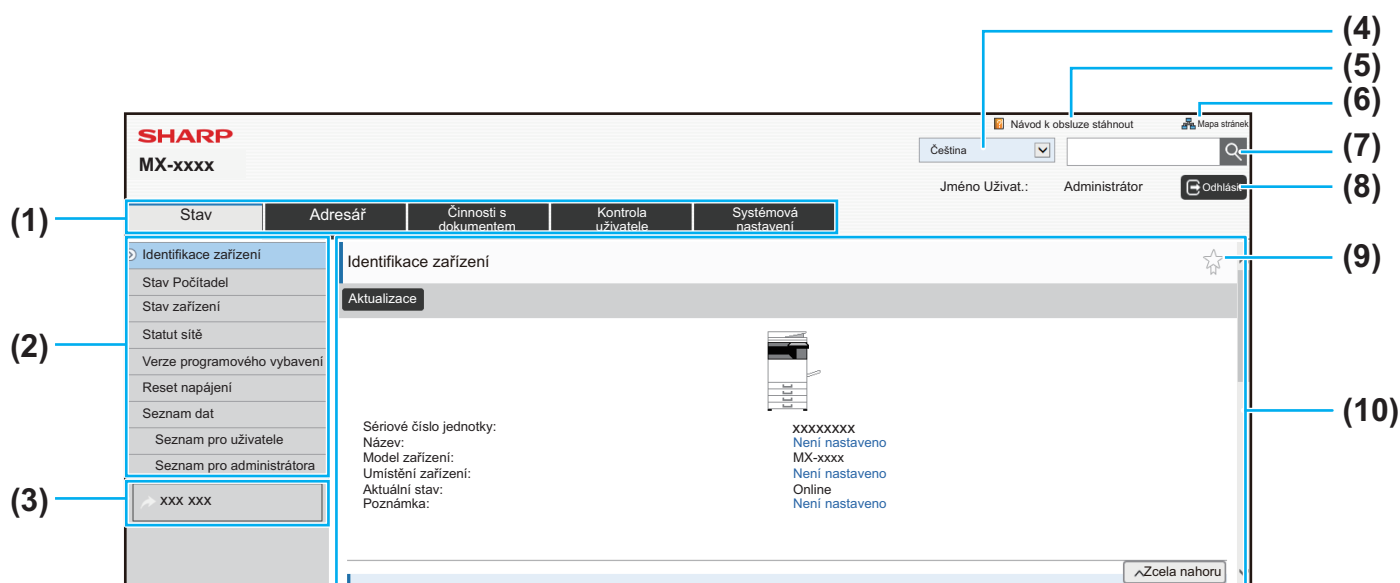 (4)
(5)
(6)
Návod k obsluze stáhnout
Mapa stránek
SHARP
MX-xxxx
Čeština
(7)
Jméno Uživat.:
Administrátor
Odhlásit
(8)
(1)
Stav
Adresář
Činnosti s
dokumentem
Kontrola
uživatele
Systémová
nastavení
(2)
Identifikace zařízení
Stav Počítadel
Stav zařízení
Statut sítě
Verze programového vybavení
Reset napájení
Seznam dat
Seznam pro uživatele
Seznam pro administrátora
(3)
xxx xxx
Identifikace zařízení
(9)
Aktualizace
(10)
Sériové číslo jednotky: xxxxxxxx
Název: Není nastaveno
Model zařízení: MX-xxxx
Umístění zařízení: Není nastaveno
Aktuální stav: Online
Poznámka: Není nastaveno
Zcela nahoru